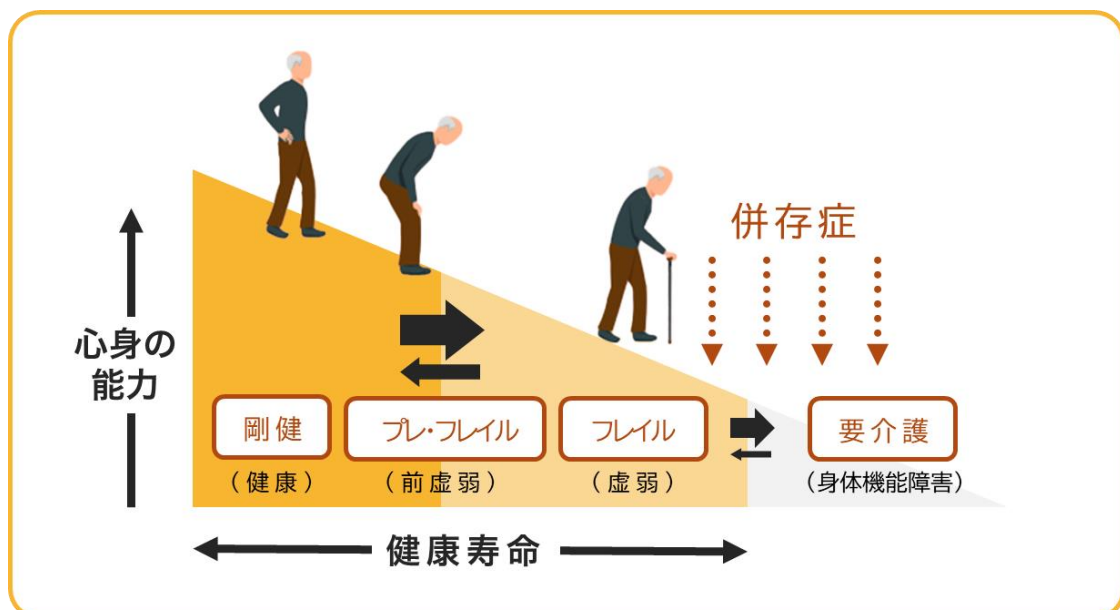 併存症
心身の
能力
剛健
プレ・フレイル
フレイル
要介護
（健康）
（前虚弱）
（虚弱）
（身体機能障害）
健康寿命